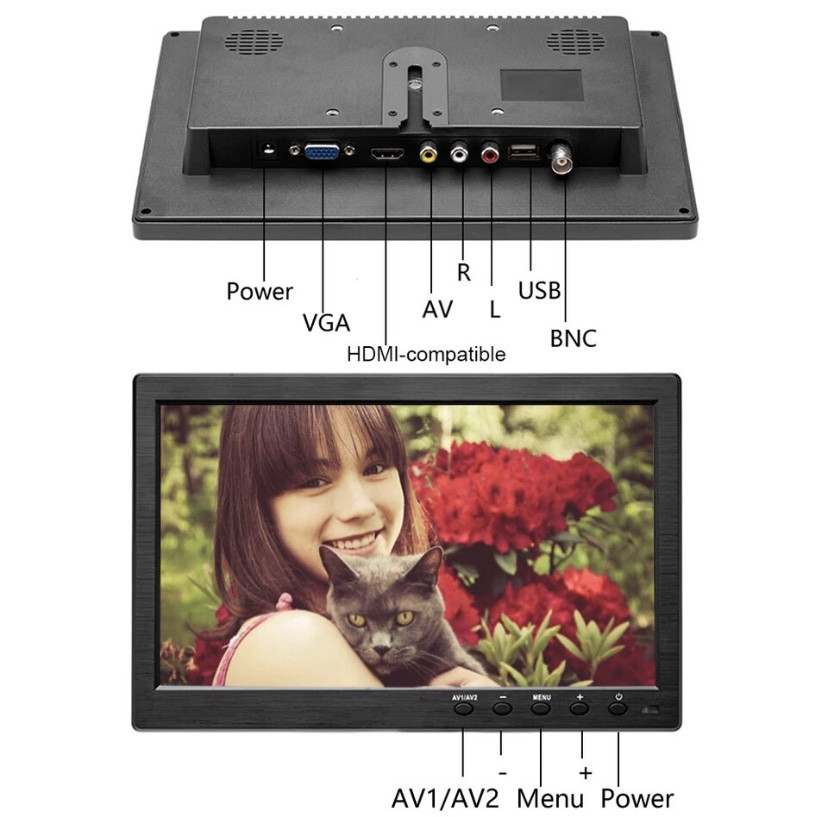 Power
VGA
HDMI-compatible
AV
R
L
USB
BNC
AV1/AV2 − MENU +
AV1/AV2 - Menu + Power